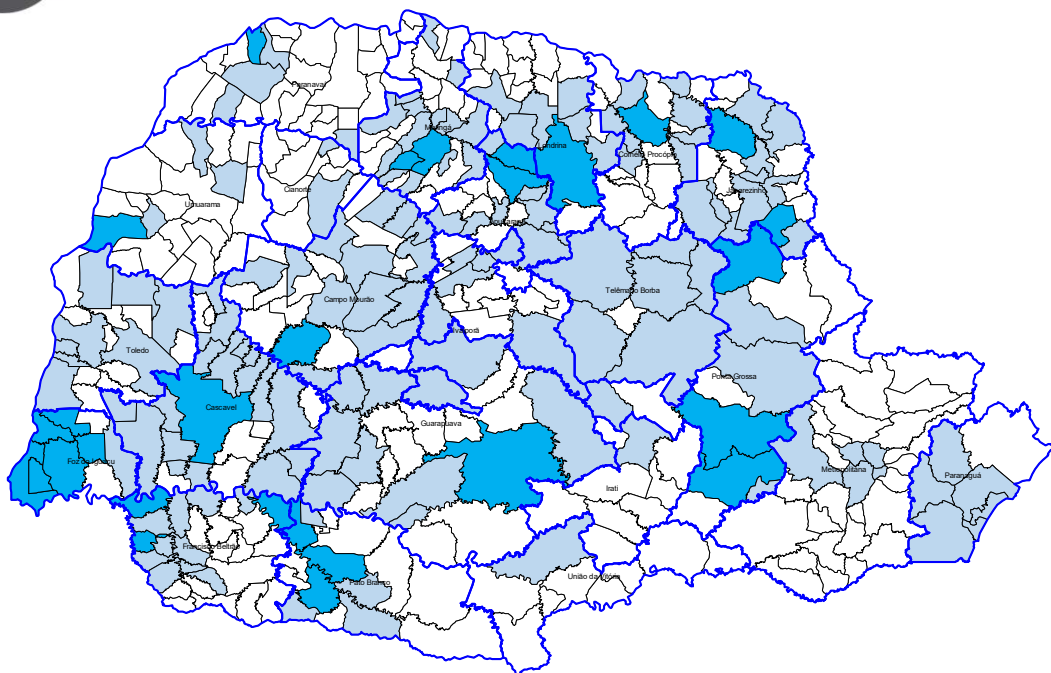 Paranavaí
Maringá
Londrina
Cornélio Procópio
Jacarezinho
Cianorte
Umuarama
Apucarana
Telêmaco Borba
Campo Mourão
Ivaiporã
Toledo
Ponta Grossa
Cascavel
Guarapuava
Foz do Iguaçu
Metropolitana
Paranaguá
Irati
Francisco Beltrão
União da Vitória
Pato Branco